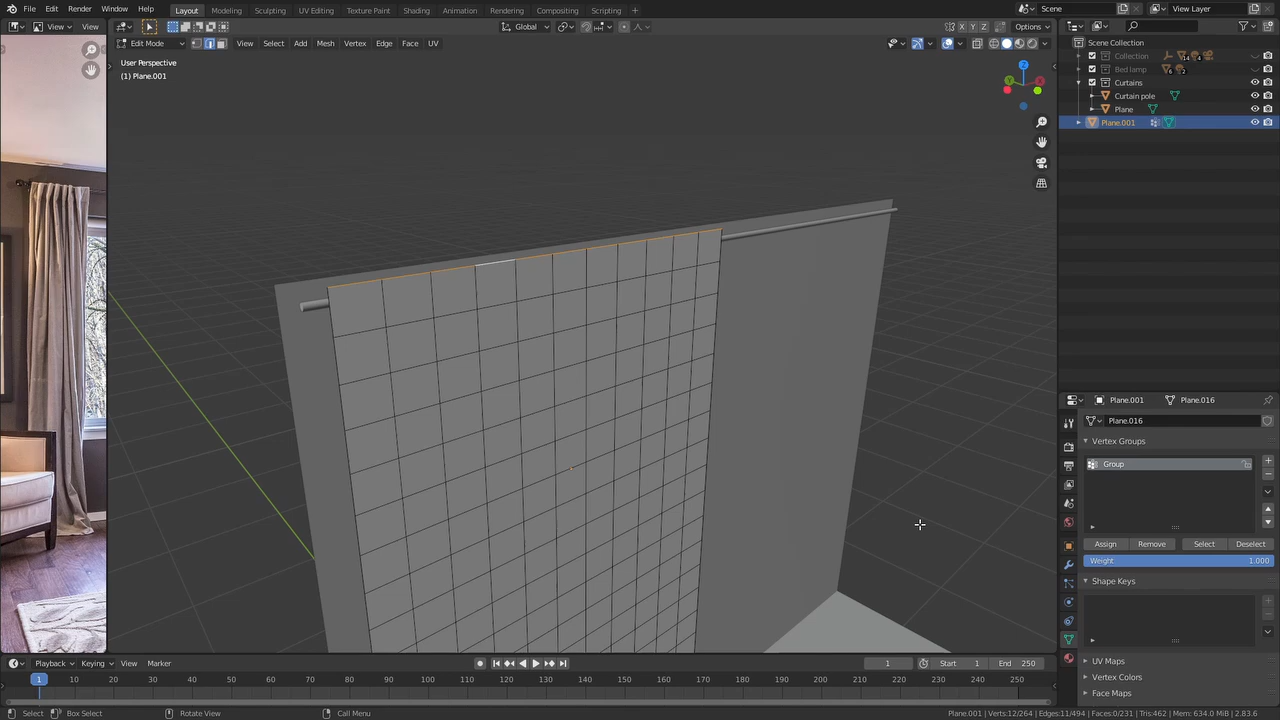 File Edit Render Window Help
Layout Modeling Sculpting UV Editing Texture Paint Shading Animation Rendering Compositing Scripting +
Scene
View Layer
View View
Global
X Y Z
Options
Edit Mode
View Select Add Mesh Vertex Edge Face UV
User Perspective
(1) Plane.001
Z
Scene Collection
Collection 14 4
Bed lamp 6 2
Curtains
Curtain pole
Plane
Plane.001
Plane.001 Plane.016
Plane.016
Vertex Groups
Group
Assign Remove Select Deselect
Weight 1.000
Shape Keys
UV Maps
Vertex Colors
Face Maps
Playback Keying View Marker
1 Start 1 End 250
1 10 20 30 40 50 60 70 80 90 100 110 120 130 140 150 160 170 180 190 200 210 220 230 240 250
Select Box Select Rotate View Call Menu
Plane.001 | Verts:12/264 | Edges:11/494 | Faces:0/231 | Tris:462 | Mem: 634.0 MiB | 2.83.6